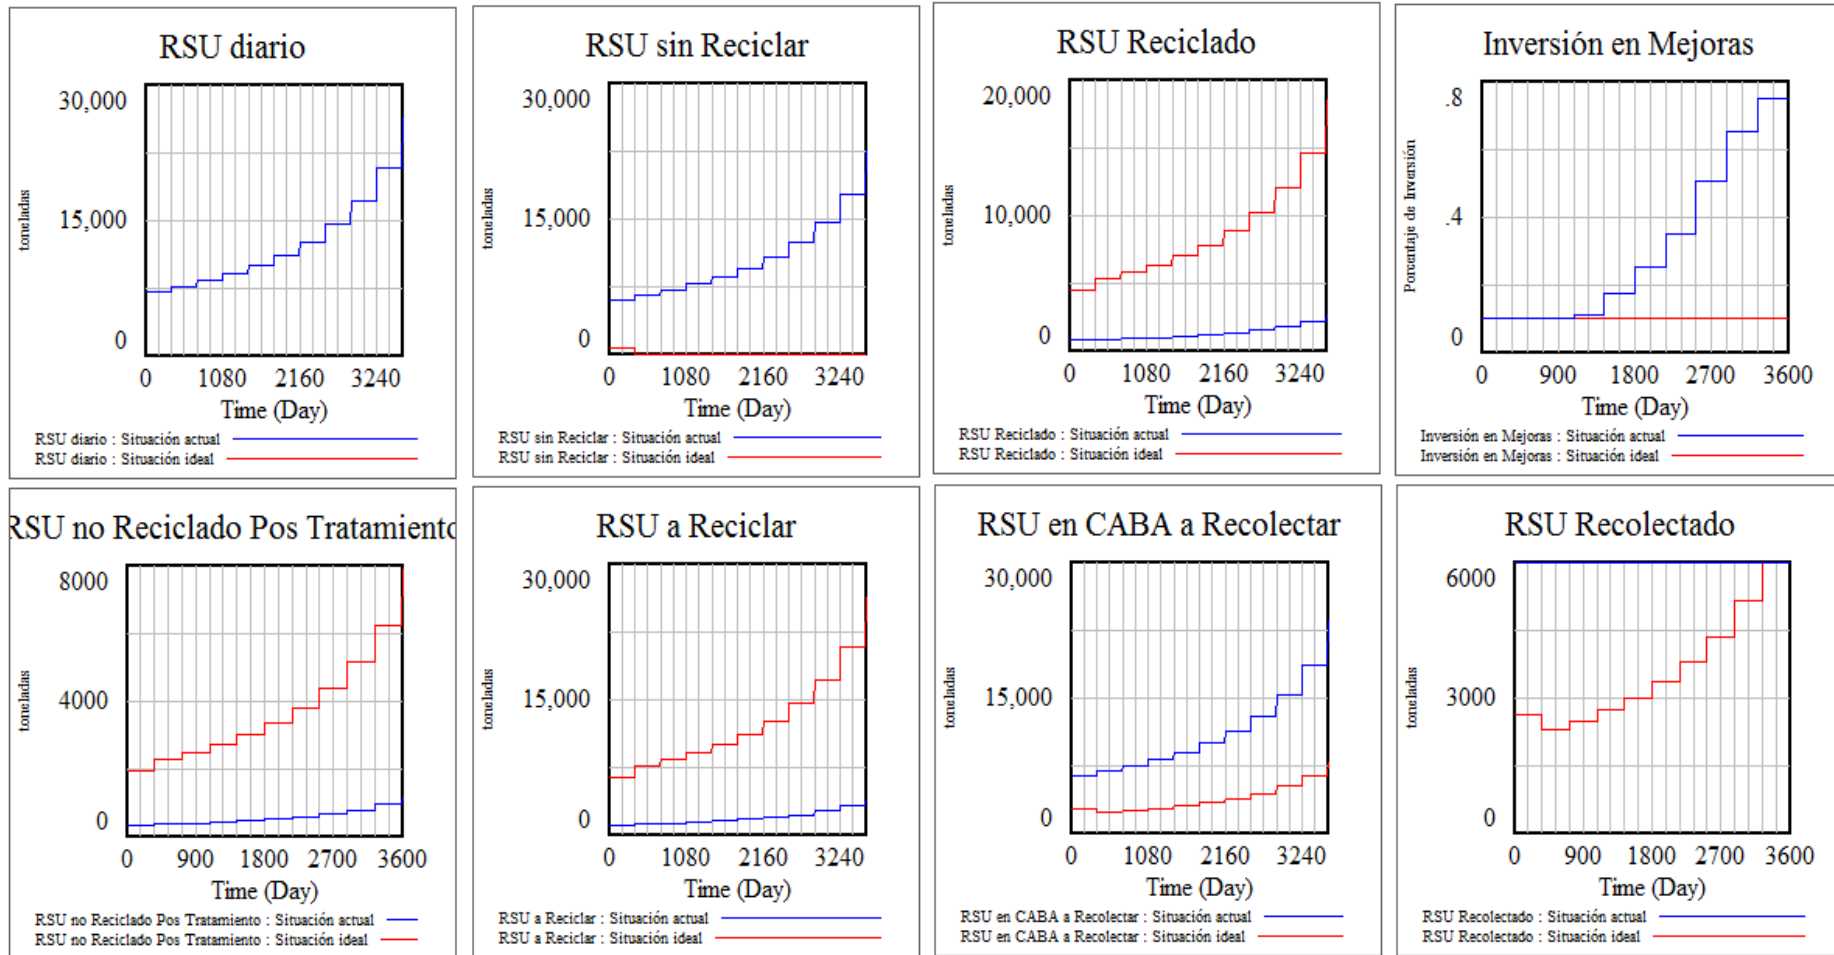 RSU diario
30,000
15,000
0
toneladas
0 1080 2160 3240
Time (Day)
RSU diario : Situación actual
RSU diario : Situación ideal
RSU sin Reciclar
30,000
15,000
0
toneladas
0 1080 2160 3240
Time (Day)
RSU sin Reciclar : Situación actual
RSU sin Reciclar : Situación ideal
RSU Reciclado
20,000
10,000
0
toneladas
0 1080 2160 3240
Time (Day)
RSU Reciclado : Situación actual
RSU Reciclado : Situación ideal
Inversión en Mejoras
.8
.4
0
Porcentaje de Inversión
0 900 1800 2700 3600
Time (Day)
Inversión en Mejoras : Situación actual
Inversión en Mejoras : Situación ideal
RSU no Reciclado Pos Tratamiento
8000
4000
0
toneladas
0 900 1800 2700 3600
Time (Day)
RSU no Reciclado Pos Tratamiento : Situación actual
RSU no Reciclado Pos Tratamiento : Situación ideal
RSU a Reciclar
30,000
15,000
0
toneladas
0 1080 2160 3240
Time (Day)
RSU a Reciclar : Situación actual
RSU a Reciclar : Situación ideal
RSU en CABA a Recolectar
30,000
15,000
0
toneladas
0 1080 2160 3240
Time (Day)
RSU en CABA a Recolectar : Situación actual
RSU en CABA a Recolectar : Situación ideal
RSU Recolectado
6000
3000
0
toneladas
0 900 1800 2700 3600
Time (Day)
RSU Recolectado : Situación actual
RSU Recolectado : Situación ideal